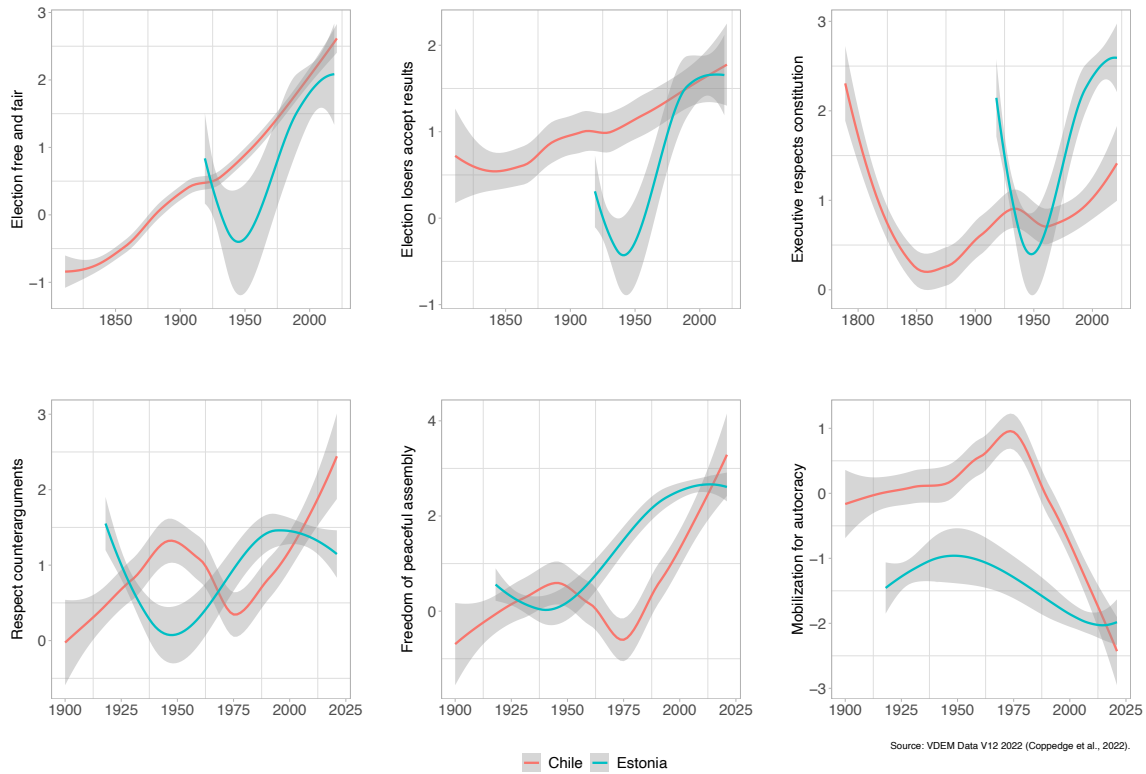 Election free and fair
3
2
1
0
−1
1850 1900 1950 2000
Election losers accept results
2
1
0
−1
1850 1900 1950 2000
Executive respects constitution
3
2
1
0
1800 1850 1900 1950 2000
Respect counterarguments
3
2
1
0
1900 1925 1950 1975 2000 2025
Freedom of peaceful assembly
4
2
0
1900 1925 1950 1975 2000 2025
Mobilization for autocracy
1
0
−1
−2
−3
1900 1925 1950 1975 2000 2025
Source: VDEM Data V12 2022 (Coppedge et al., 2022).
Chile Estonia